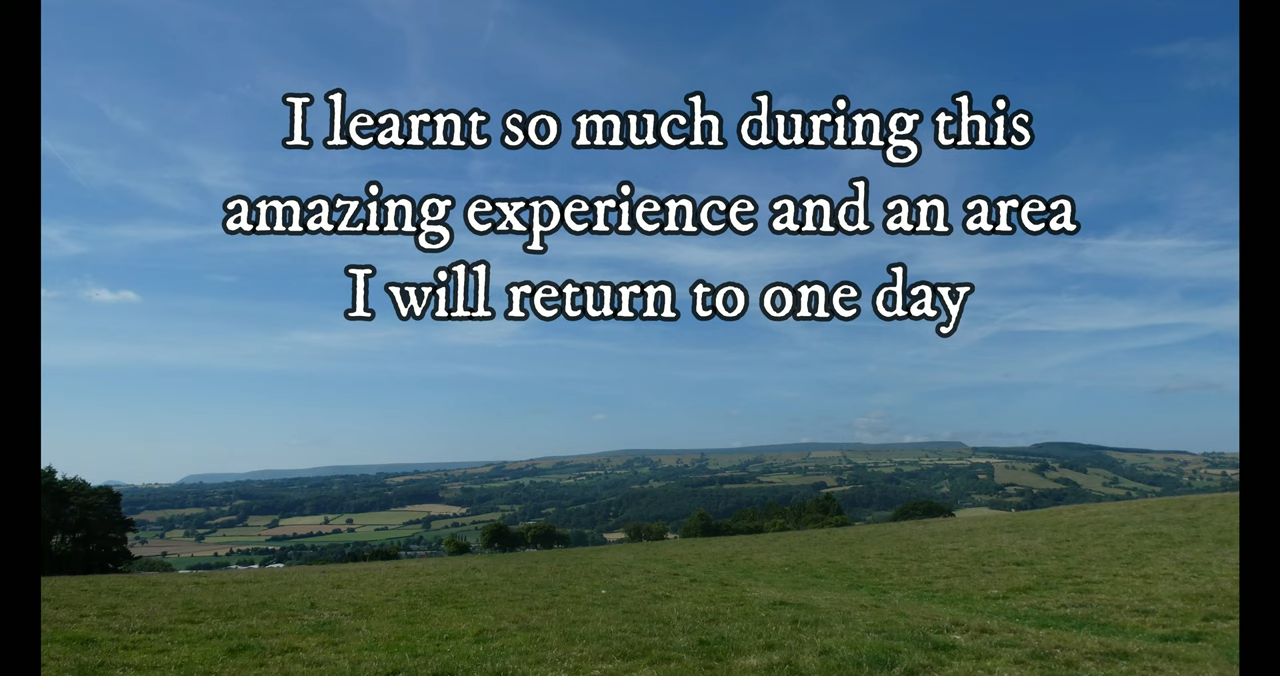 I learnt so much during this
amazing experience and an area
I will return to one day